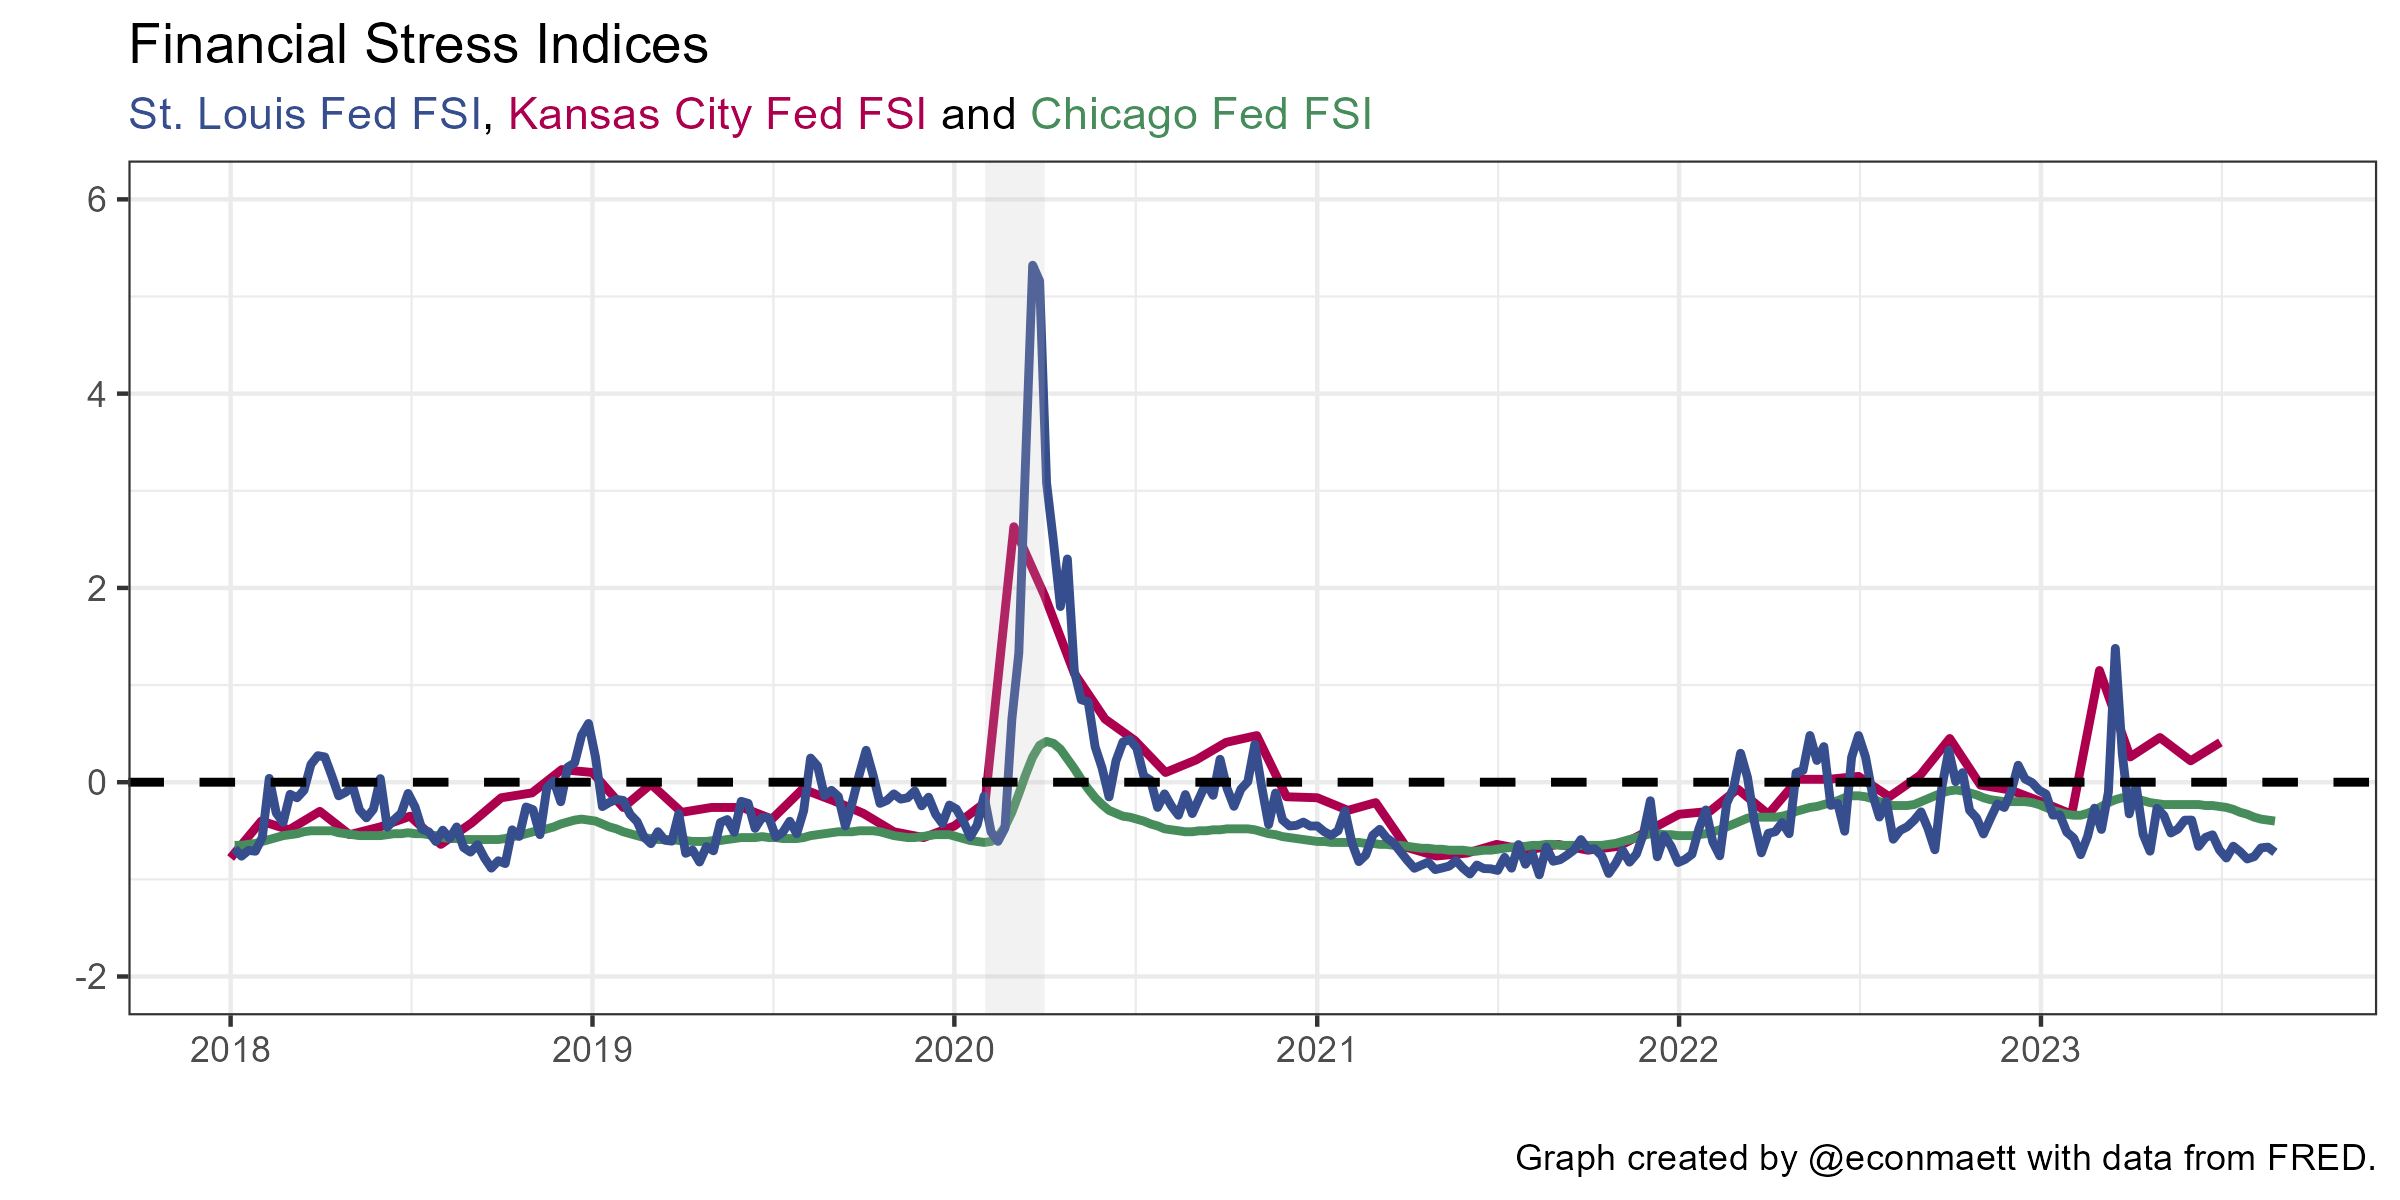 Financial Stress Indices
St. Louis Fed FSI, Kansas City Fed FSI and Chicago Fed FSI
6
4
2
0
-2
2018 2019 2020 2021 2022 2023
Graph created by @econmaett with data from FRED.